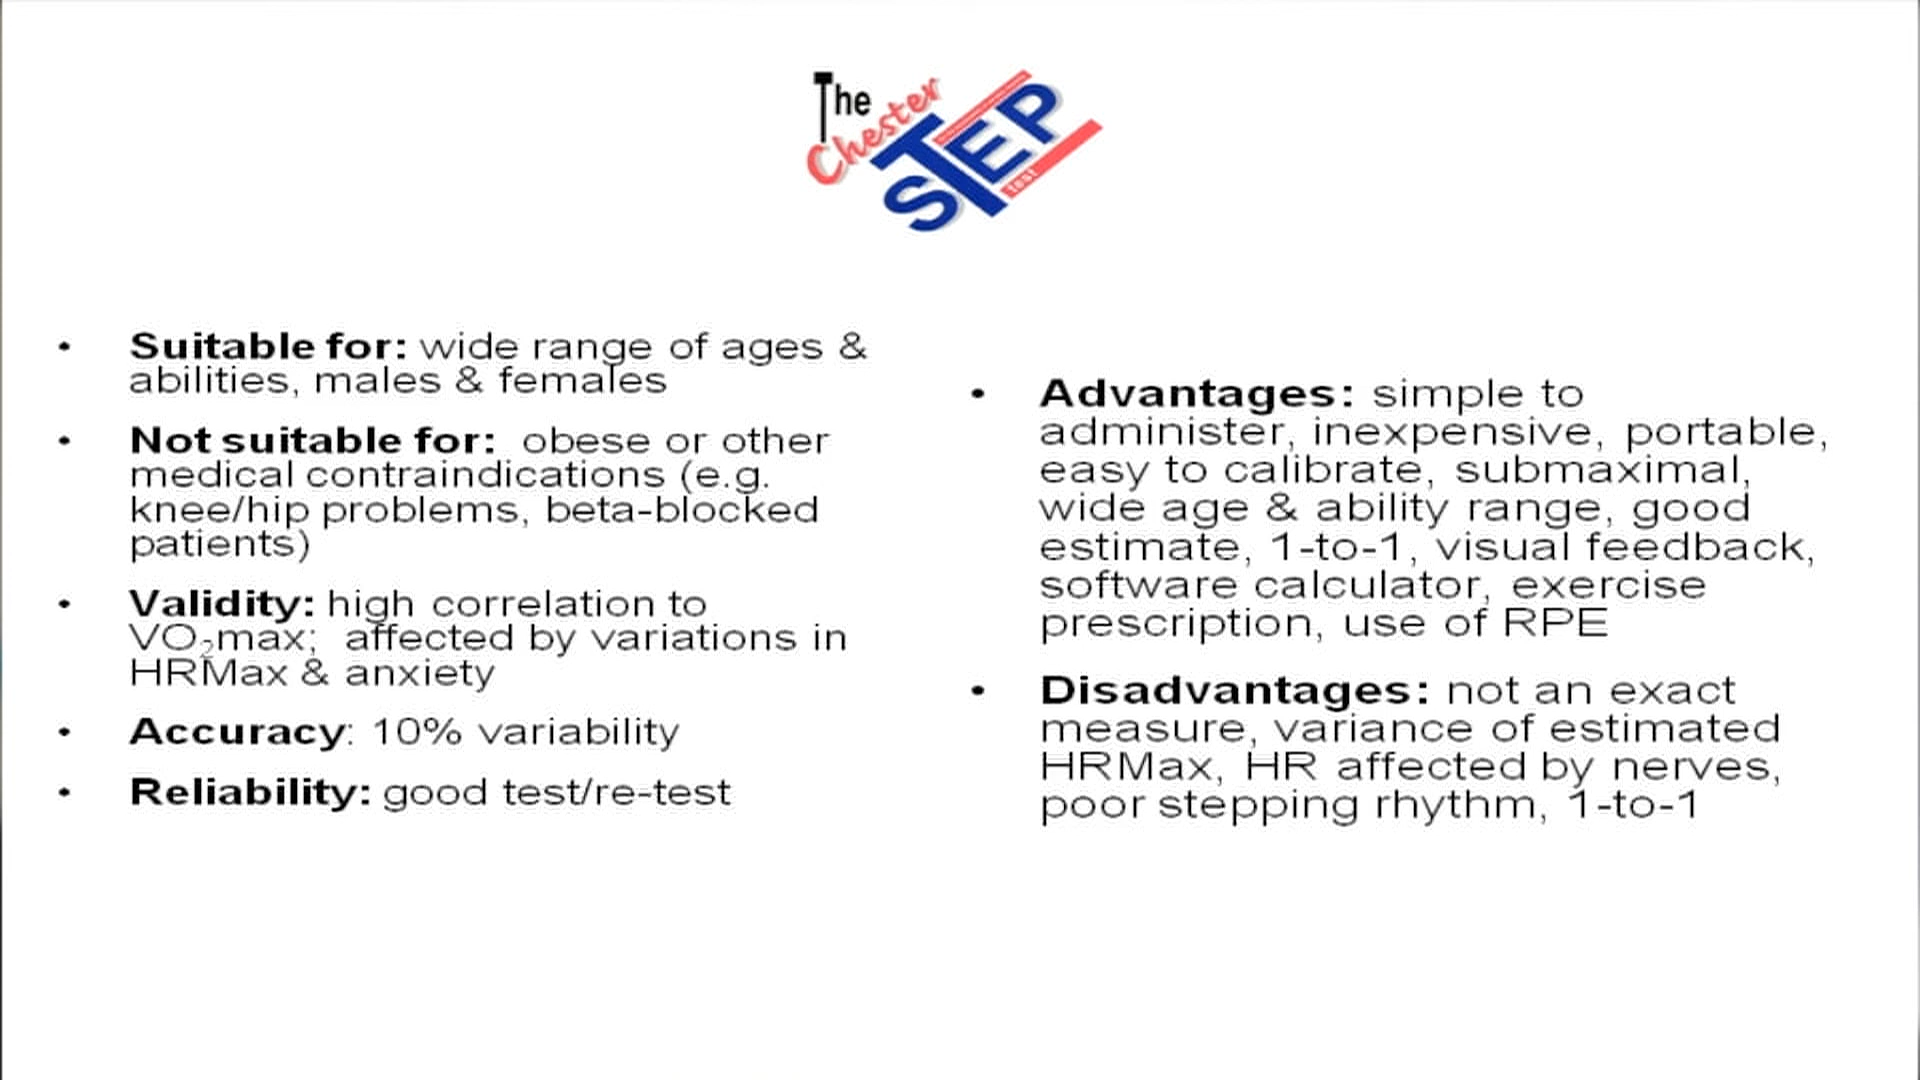 The
Chester
STEP
test
• Suitable for: wide range of ages &
abilities, males & females
• Not suitable for: obese or other
medical contraindications (e.g.
knee/hip problems, beta-blocked
patients)
• Validity: high correlation to
VO₂max; affected by variations in
HRMax & anxiety
• Accuracy: 10% variability
• Reliability: good test/re-test
• Advantages: simple to
administer, inexpensive, portable,
easy to calibrate, submaximal,
wide age & ability range, good
estimate, 1-to-1, visual feedback,
software calculator, exercise
prescription, use of RPE
• Disadvantages: not an exact
measure, variance of estimated
HRMax, HR affected by nerves,
poor stepping rhythm, 1-to-1